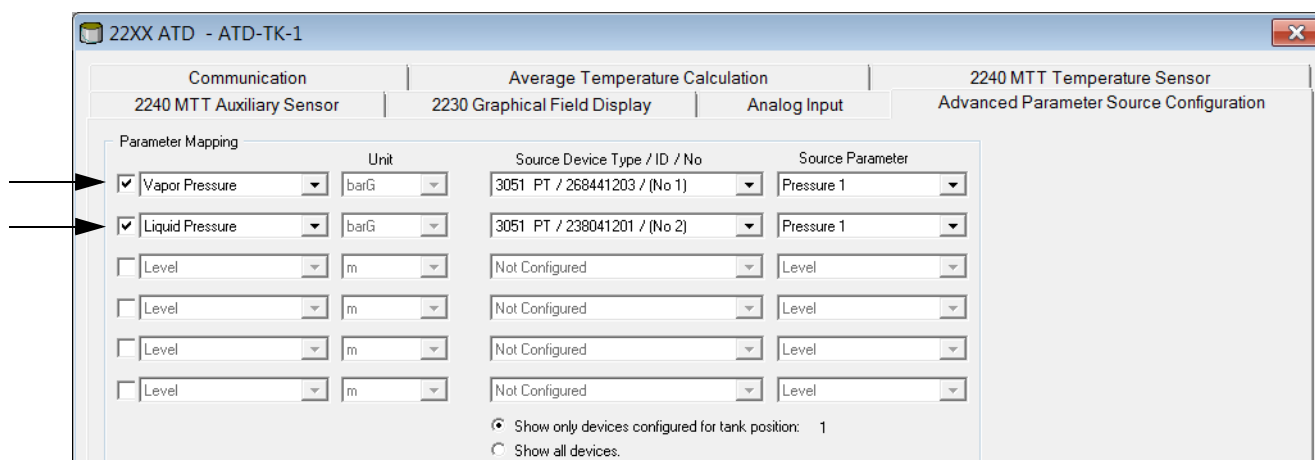 22XX ATD - ATD-TK-1
Communication Average Temperature Calculation 2240 MTT Temperature Sensor
2240 MTT Auxiliary Sensor 2230 Graphical Field Display Analog Input Advanced Parameter Source Configuration
Parameter Mapping
Unit Source Device Type / ID / No Source Parameter
Vapor Pressure barG 3051 PT / 268441203 / (No 1) Pressure 1
Liquid Pressure barG 3051 PT / 238041201 / (No 2) Pressure 1
Level m Not Configured Level
Level m Not Configured Level
Level m Not Configured Level
Level m Not Configured Level
Show only devices configured for tank position: 1
Show all devices.